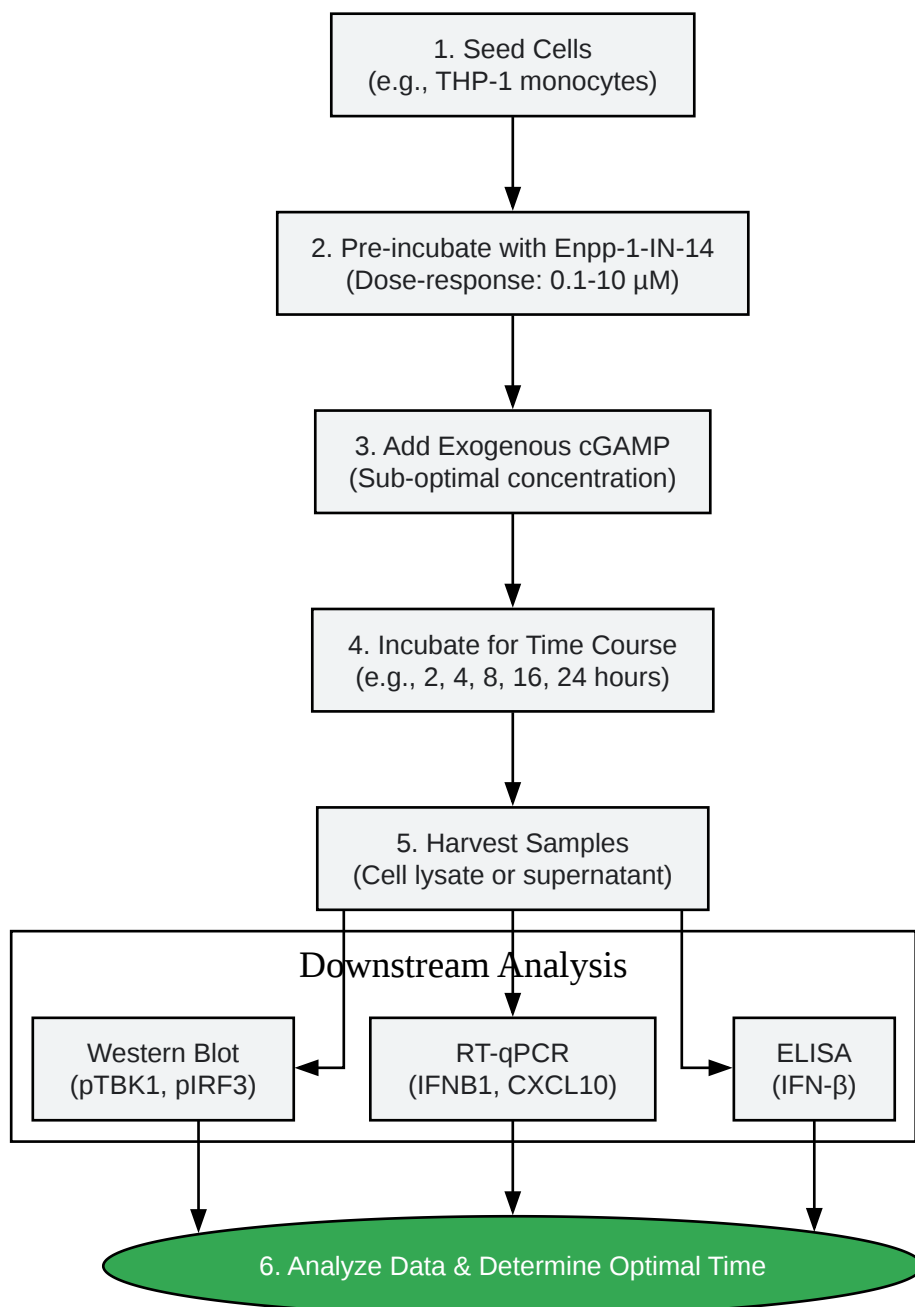 1. Seed Cells
(e.g., THP-1 monocytes)
2. Pre-incubate with Enpp-1-IN-14
(Dose-response: 0.1-10 µM)
3. Add Exogenous cGAMP
(Sub-optimal concentration)
4. Incubate for Time Course
(e.g., 2, 4, 8, 16, 24 hours)
5. Harvest Samples
(Cell lysate or supernatant)
Downstream Analysis
Western Blot
(pTBK1, pIRF3)
RT-qPCR
(IFNB1, CXCL10)
ELISA
(IFN-β)
6. Analyze Data & Determine Optimal Time